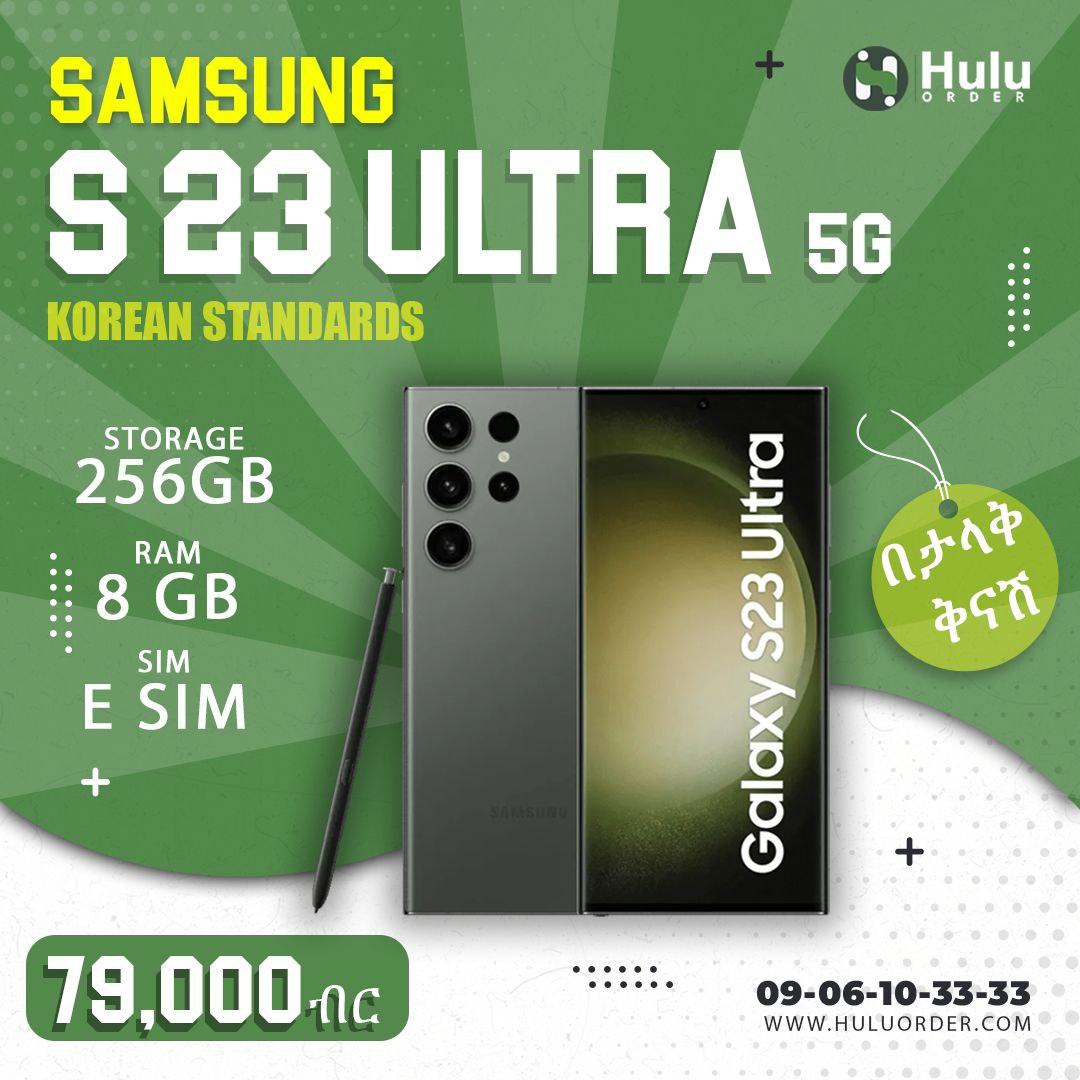 SAMSUNG
Hulu
ORDER
S 23 ULTRA 5G
KOREAN STANDARDS
STORAGE
256GB
RAM
8 GB
SIM
E SIM
SAMSUNG
Galaxy S23 Ultra
በታላቅ
ቅናሽ
79,000 ብር
09-06-10-33-33
WWW.HULUORDER.COM